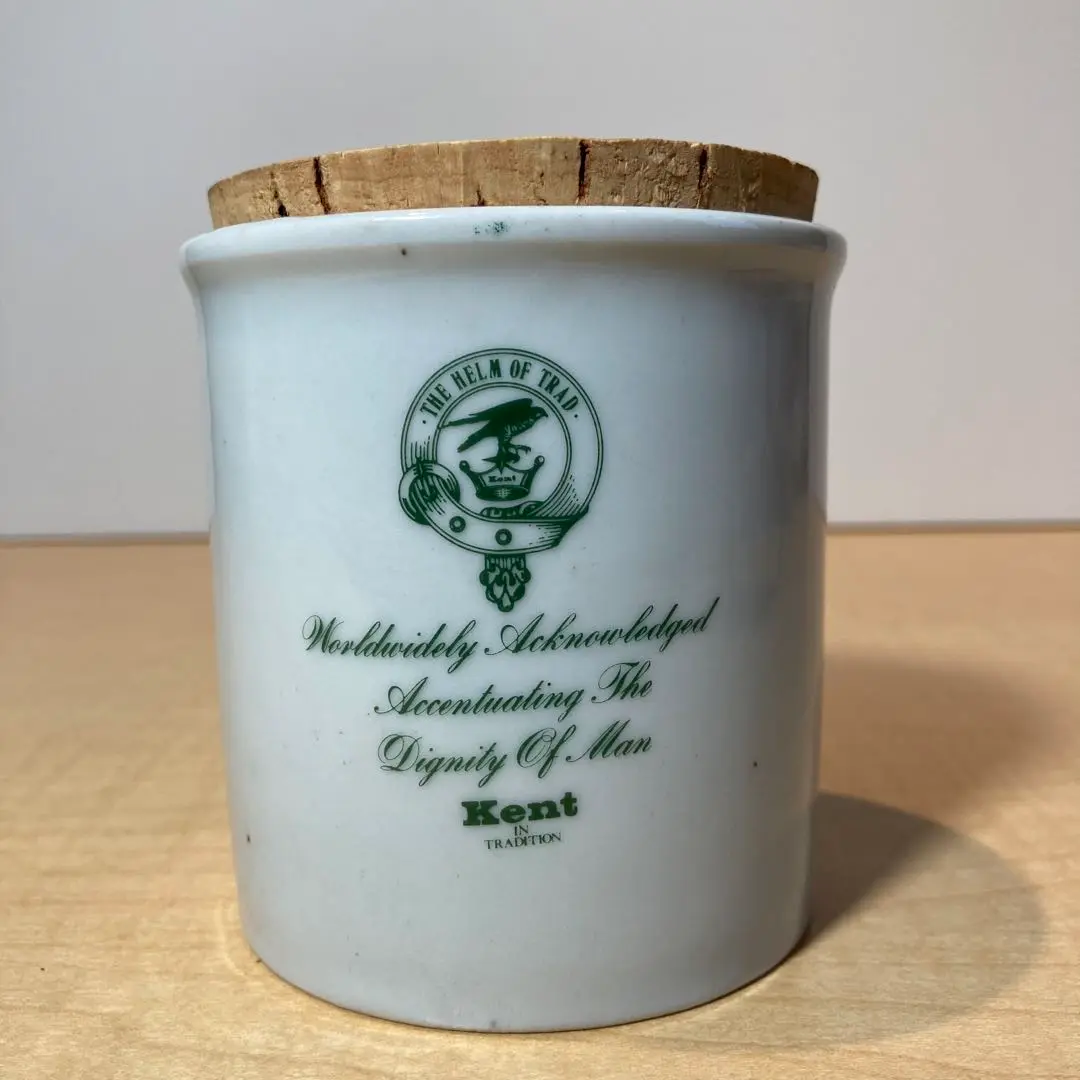 · THE HELM OF TRAD ·
Kent
Worldwidely Acknowledged
Accentuating The
Dignity Of Man
Kent
IN
TRADITION